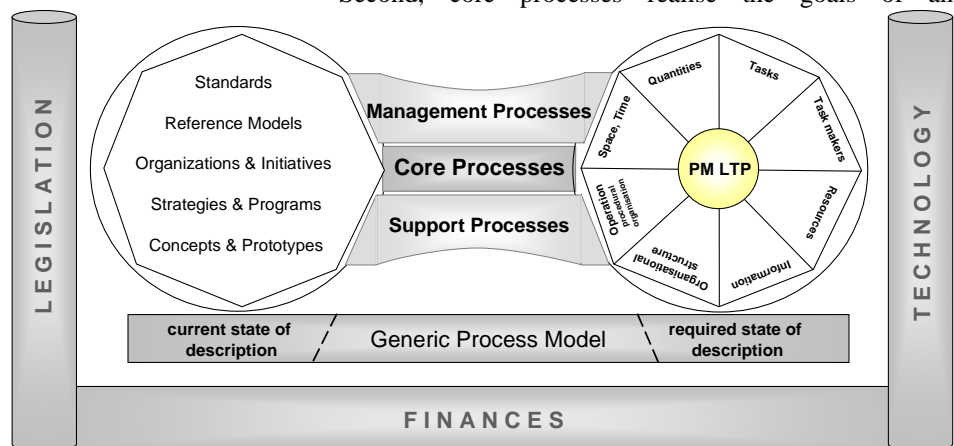 Second, core processes realise the goals of an
LEGISLATION
Standards
Reference Models
Organizations & Initiatives
Strategies & Programs
Concepts & Prototypes
Management Processes
Core Processes
Support Processes
Quantities
Tasks
Task makers
Resources
Information
Organisational
structure
Operation
procedural
organisation
Space, Time
PM LTP
TECHNOLOGY
current state of
description
Generic Process Model
required state of
description
FINANCES